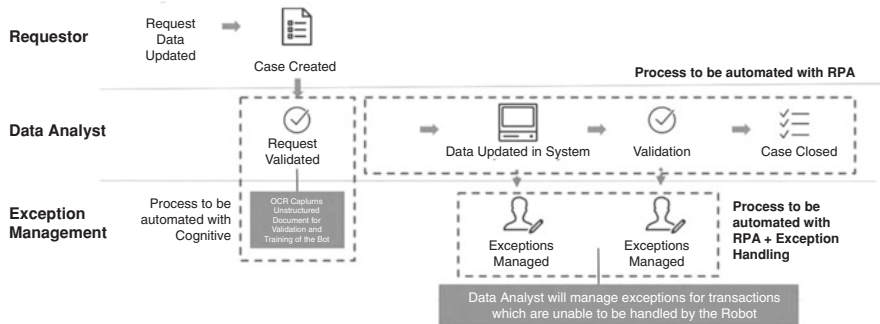 Requestor
Request
Data
Updated
Case Created
Process to be automated with RPA
Data Analyst
Request
Validated
Data Updated in System
Validation
Case Closed
Exception
Management
Process to be
automated with
Cognitive
OCR Captums
Unstructured
Document for
Validation and
Training of the Bot
Exceptions
Managed
Exceptions
Managed
Process to be
automated with
RPA + Exception
Handling
Data Analyst will manage exceptions for transactions
which are unable to be handled by the Robot